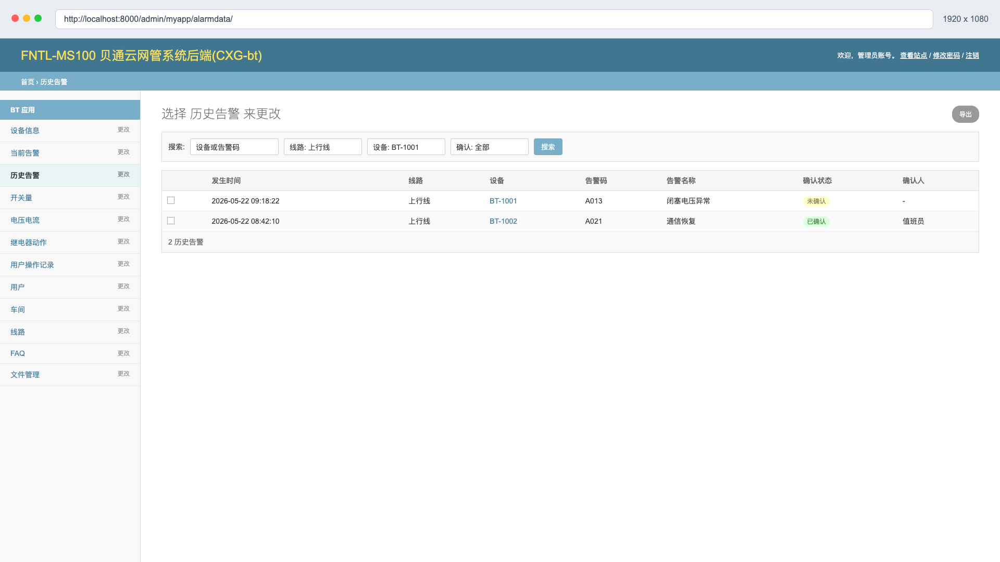 http://localhost:8000/admin/myapp/alarmdata/
1920 x 1080
FNTL-MS100 贝通云网管系统后端(CXG-bt)
欢迎，管理员账号。 查看站点 / 修改密码 / 注销
首页 › 历史告警
BT 应用
设备信息 更改
当前告警 更改
历史告警 更改
开关量 更改
电压电流 更改
继电器动作 更改
用户操作记录 更改
用户 更改
车间 更改
线路 更改
FAQ 更改
文件管理 更改
选择 历史告警 来更改
导出
搜索: 设备或告警码 线路: 上行线 设备: BT-1001 确认: 全部 搜索
发生时间 线路 设备 告警码 告警名称 确认状态 确认人
2026-05-22 09:18:22 上行线 BT-1001 A013 闭塞电压异常 未确认 -
2026-05-22 08:42:10 上行线 BT-1002 A021 通信恢复 已确认 值班员
2 历史告警